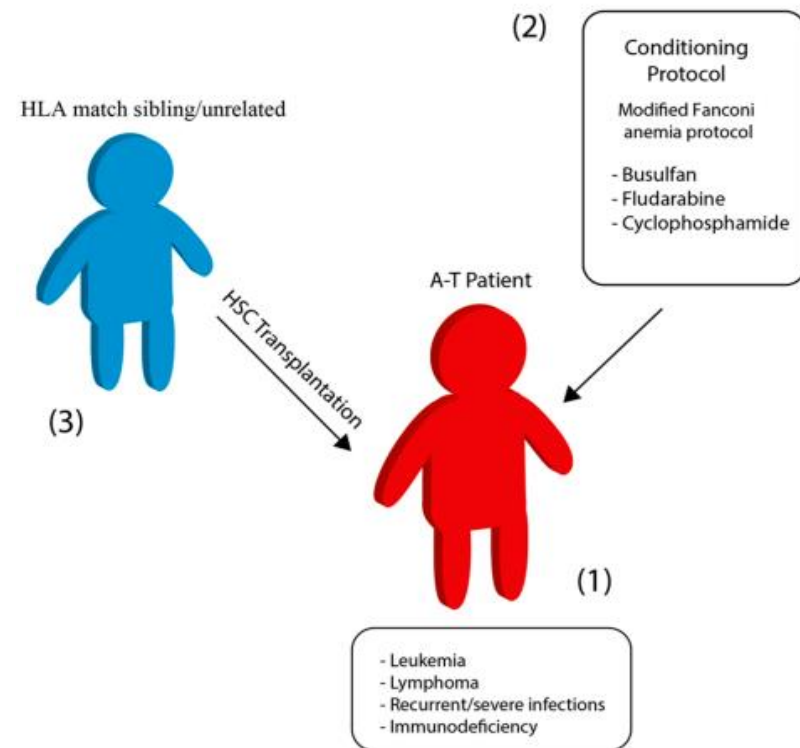 (2)
Conditioning
Protocol
Modified Fanconi
anemia protocol
- Busulfan
- Fludarabine
- Cyclophosphamide
HLA match sibling/unrelated
A-T Patient
HSC Transplantation
(3)
(1)
- Leukemia
- Lymphoma
- Recurrent/severe infections
- Immunodeficiency